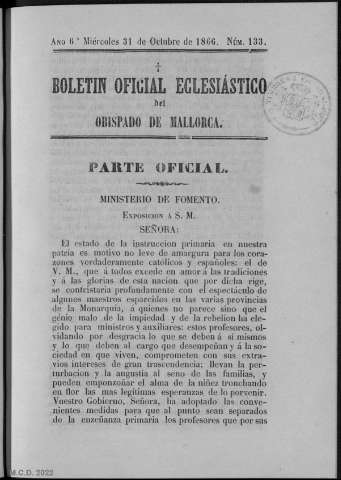 Año 6.º Miércoles 31 de Octubre de 1866. Núm. 133.
BOLETIN OFICIAL ECLESIÁSTICO
del
OBISPADO DE MALLORCA.
PARTE OFICIAL.
MINISTERIO DE FOMENTO.
Exposicion á S. M.
SEÑORA:
El estado de la instruccion primaria en nuestra
patria es motivo no leve de amargura para los cora-
zones verdaderamente católicos y españoles: el de
V. M., que á todos excede en amor á las tradiciones
y á las glorias de esta nacion que por dicha rige,
se contristaria profundamente con el espectáculo de
algunos maestros esparcidos en las varias provincias
de la Monarquía, a quienes no parece sino que el
génie malo de la impiedad y de la rebelion ha ele-
gido para ministros y auxiliares: estos profesores, ol-
vidando por desgracia lo que se deben á sí mismos
y lo que deben al cargo que desempeñan y á la so-
ciedad en que viven, comprometen con sus extra-
vios intereses de gran trascendencia; llevan la per-
turbacion y la angustia al seno de las familias, y
pueden emponzoñar el alma de la niñez tronchando
en flor las mas legítimas esperanzas de lo porvenir.
Vuestro Gobierno, Señora, ha adoptado las conve-
nientes medidas para que al punto sean separados
de la enzeñanza primaria los profesores que por sus
M.C.D. 2022